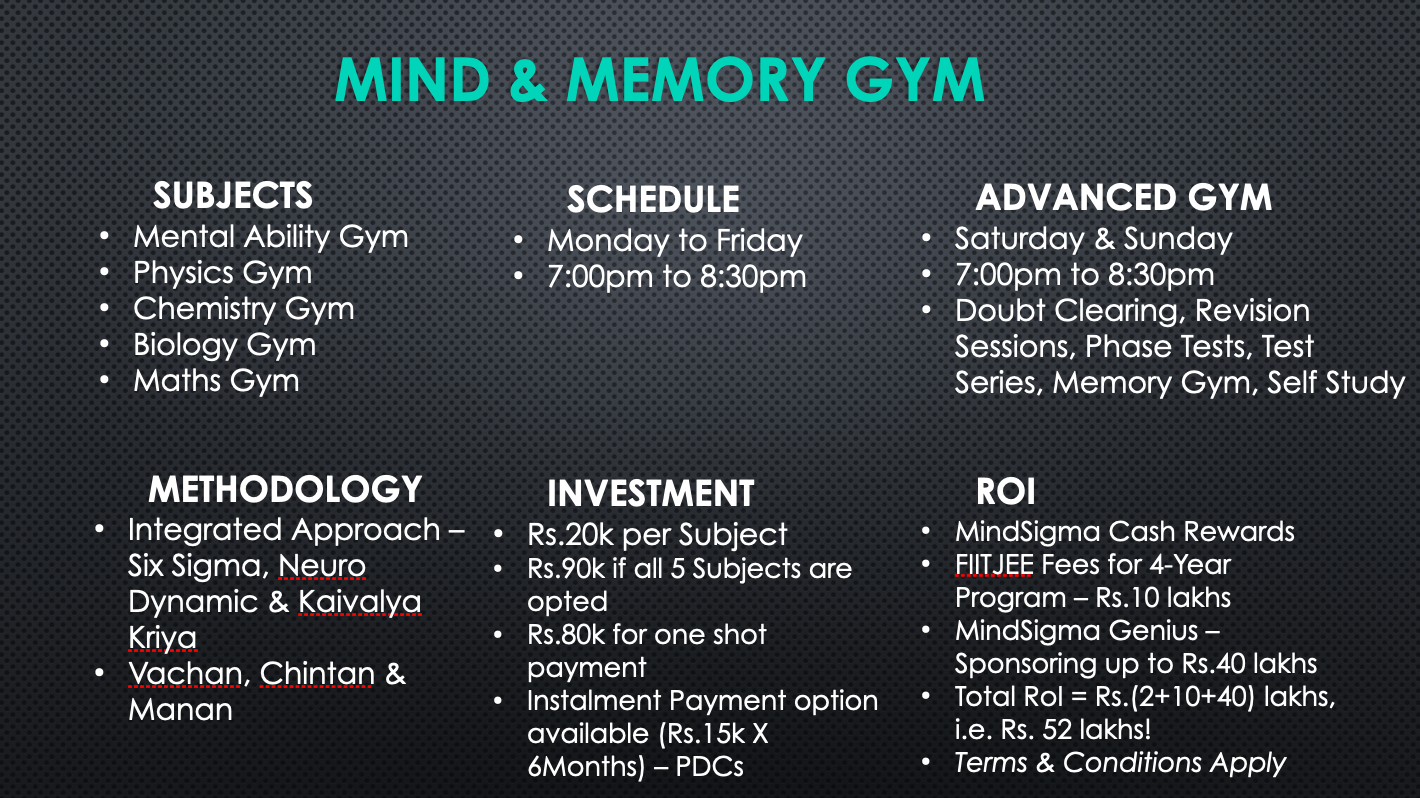 MIND & MEMORY GYM
SUBJECTS
• Mental Ability Gym
• Physics Gym
• Chemistry Gym
• Biology Gym
• Maths Gym
SCHEDULE
• Monday to Friday
• 7:00pm to 8:30pm
ADVANCED GYM
• Saturday & Sunday
• 7:00pm to 8:30pm
• Doubt Clearing, Revision
Sessions, Phase Tests, Test
Series, Memory Gym, Self Study
METHODOLOGY
• Integrated Approach –
Six Sigma, Neuro
Dynamic & Kaivalya
Kriya
• Vachan, Chintan &
Manan
INVESTMENT
• Rs.20k per Subject
• Rs.90k if all 5 Subjects are
opted
• Rs.80k for one shot
payment
• Instalment Payment option
available (Rs.15k X
6Months) – PDCs
ROI
• MindSigma Cash Rewards
• FIITJEE Fees for 4-Year
Program – Rs.10 lakhs
• MindSigma Genius –
Sponsoring up to Rs.40 lakhs
• Total RoI = Rs.(2+10+40) lakhs,
i.e. Rs. 52 lakhs!
• Terms & Conditions Apply